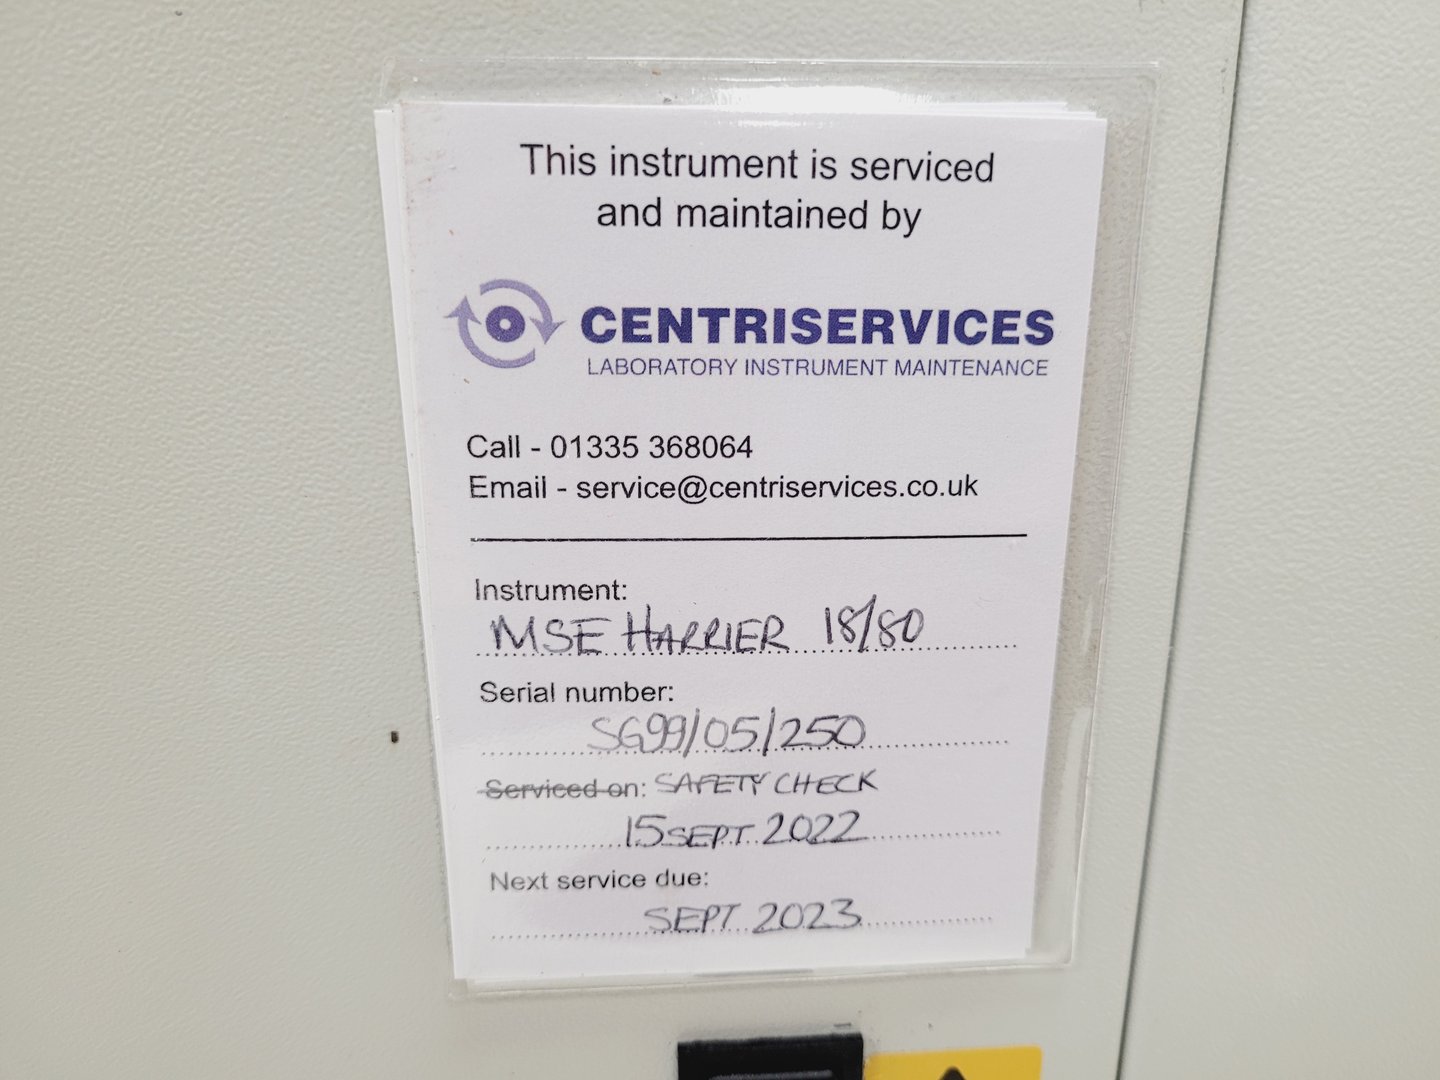 This instrument is serviced
and maintained by
CENTRISERVICES
LABORATORY INSTRUMENT MAINTENANCE
Call - 01335 368064
Email - service@centriservices.co.uk
Instrument:
MSE HARRIER 18/80
Serial number:
SG99/05/250
Serviced on: SAFETY CHECK
15 SEPT 2022
Next service due:
SEPT 2023